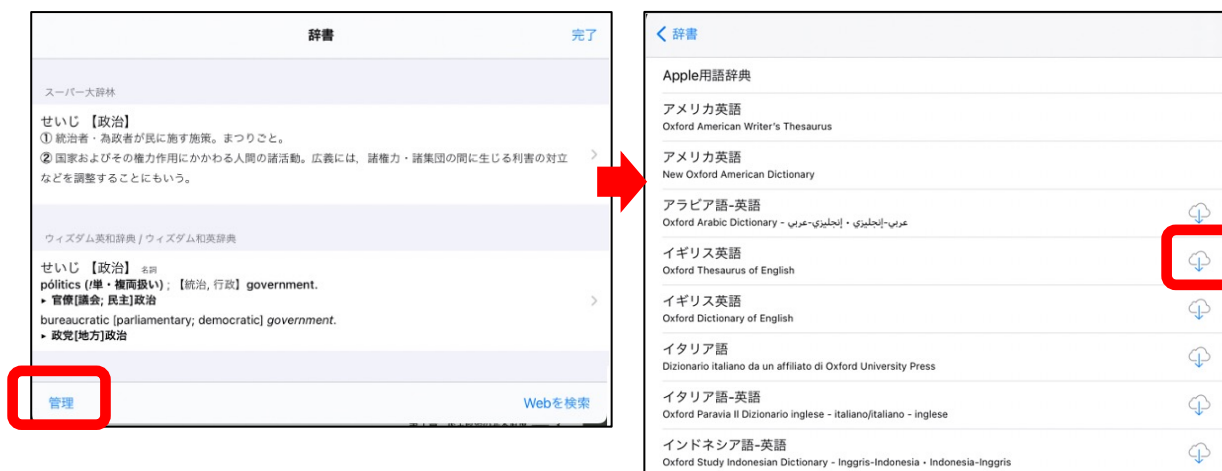 辞書
完了
スーパー大辞林
せいじ 【政治】
① 統治者・為政者が民に施す施策。まつりごと。
② 国家およびその権力作用にかかわる人間の諸活動。広義には、諸権力・諸集団の間に生じる利害の対立
などを調整することにもいう。
ウィズダム英和辞典 / ウィズダム和英辞典
せいじ 【政治】 名詞
pólitics (!単・複両扱い) ; 【統治, 行政】government.
▸ 官僚[議会; 民主]政治
bureaucratic [parliamentary; democratic] government.
▸ 政党[地方]政治
管理
Webを検索
辞書
Apple用語辞典
アメリカ英語
Oxford American Writer's Thesaurus
アメリカ英語
New Oxford American Dictionary
アラビア語-英語
Oxford Arabic Dictionary - عربي-إنجليزي • إنجليزي-عربي
イギリス英語
Oxford Thesaurus of English
イギリス英語
Oxford Dictionary of English
イタリア語
Dizionario italiano da un affiliato di Oxford University Press
イタリア語-英語
Oxford Paravia Il Dizionario inglese - italiano/italiano - inglese
インドネシア語-英語
Oxford Study Indonesian Dictionary - Inggris-Indonesia • Indonesia-Inggris